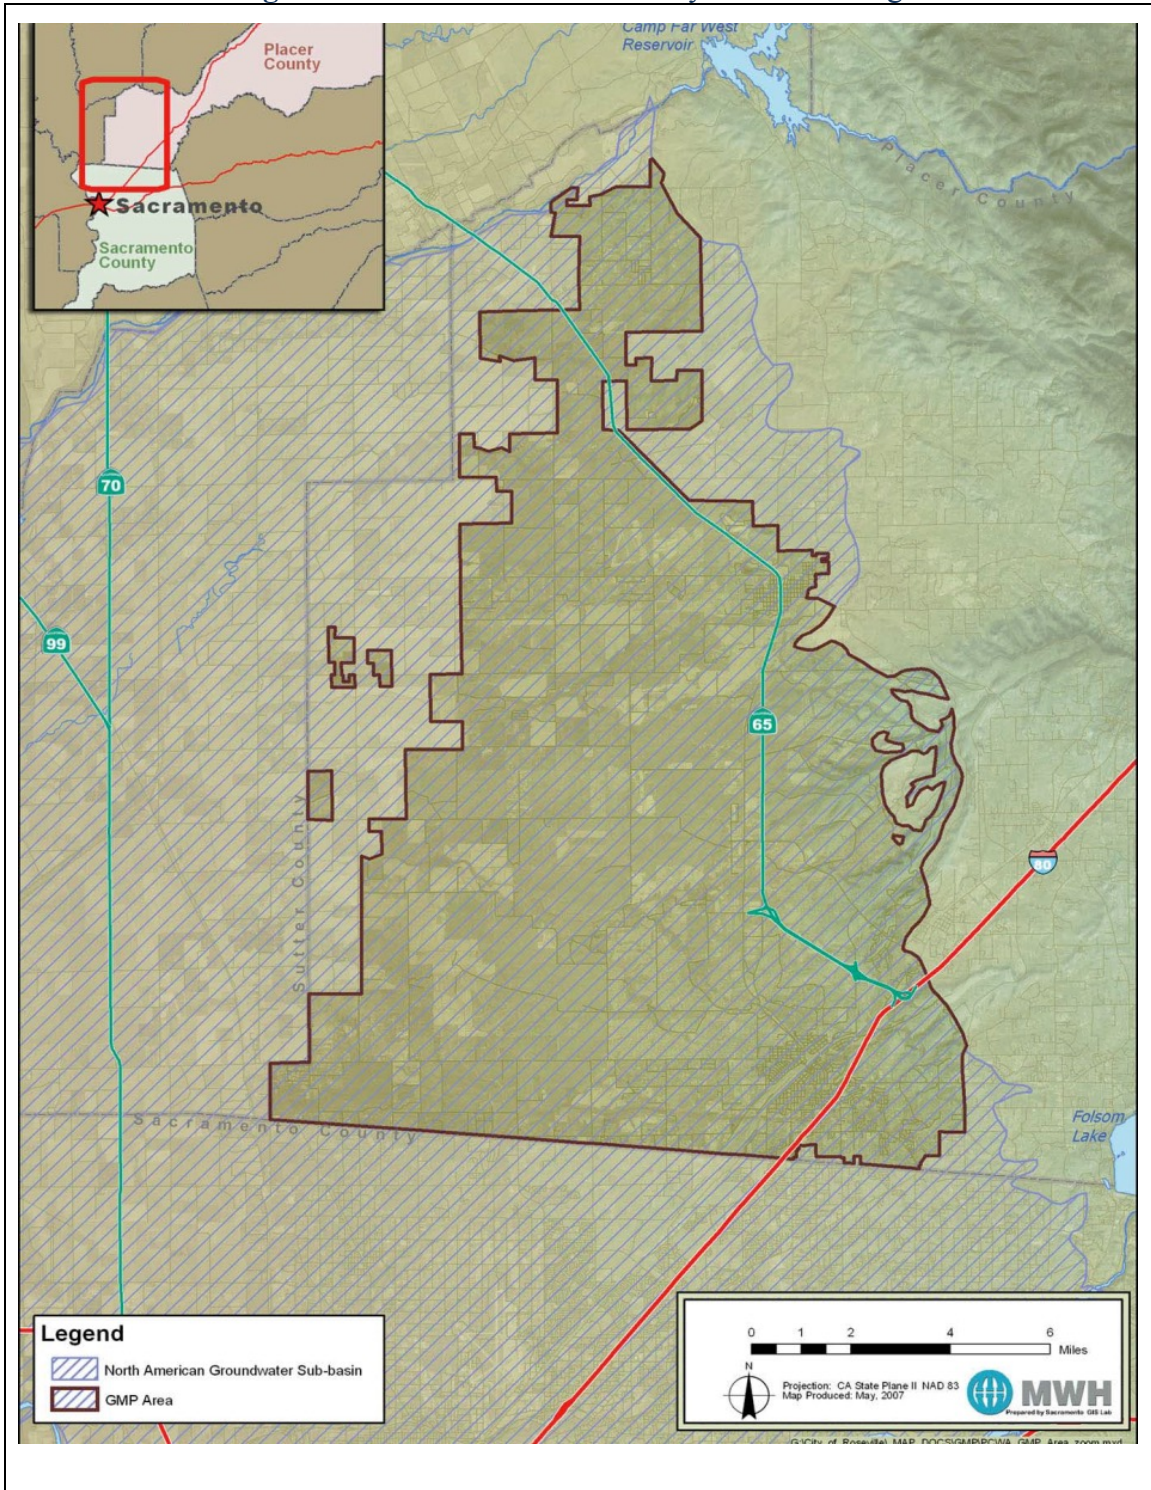 Camp Far West
Reservoir
Placer
County
Sacramento
Sacramento
County
Placer County
70
99
65
80
Sutter County
Sacramento County
Folsom
Lake
Legend
North American Groundwater Sub-basin
GMP Area
0 1 2 4 6
Miles
N
Projection: CA State Plane II NAD 83
Map Produced: May, 2007
MWH
Prepared by Sacramento GIS Lab